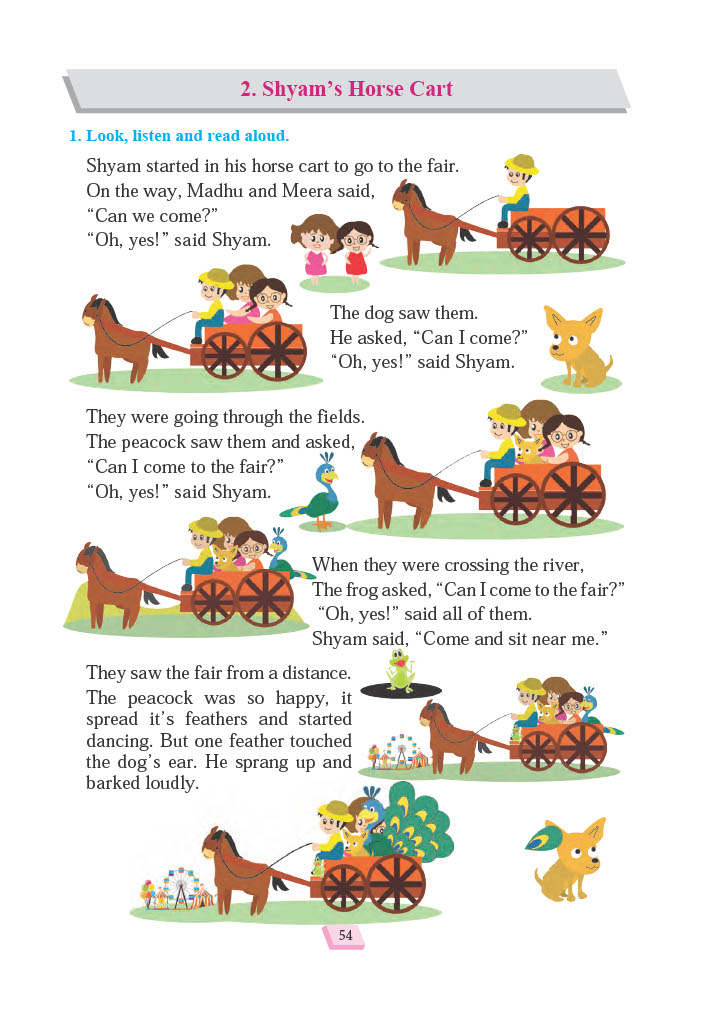 2. Shyam’s Horse Cart
1. Look, listen and read aloud.
Shyam started in his horse cart to go to the fair.
On the way, Madhu and Meera said,
“Can we come?”
“Oh, yes!” said Shyam.
The dog saw them.
He asked, “Can I come?”
“Oh, yes!” said Shyam.
They were going through the fields.
The peacock saw them and asked,
“Can I come to the fair?”
“Oh, yes!” said Shyam.
When they were crossing the river,
The frog asked, “Can I come to the fair?”
“Oh, yes!” said all of them.
Shyam said, “Come and sit near me.”
They saw the fair from a distance.
The peacock was so happy, it
spread it’s feathers and started
dancing. But one feather touched
the dog’s ear. He sprang up and
barked loudly.
54